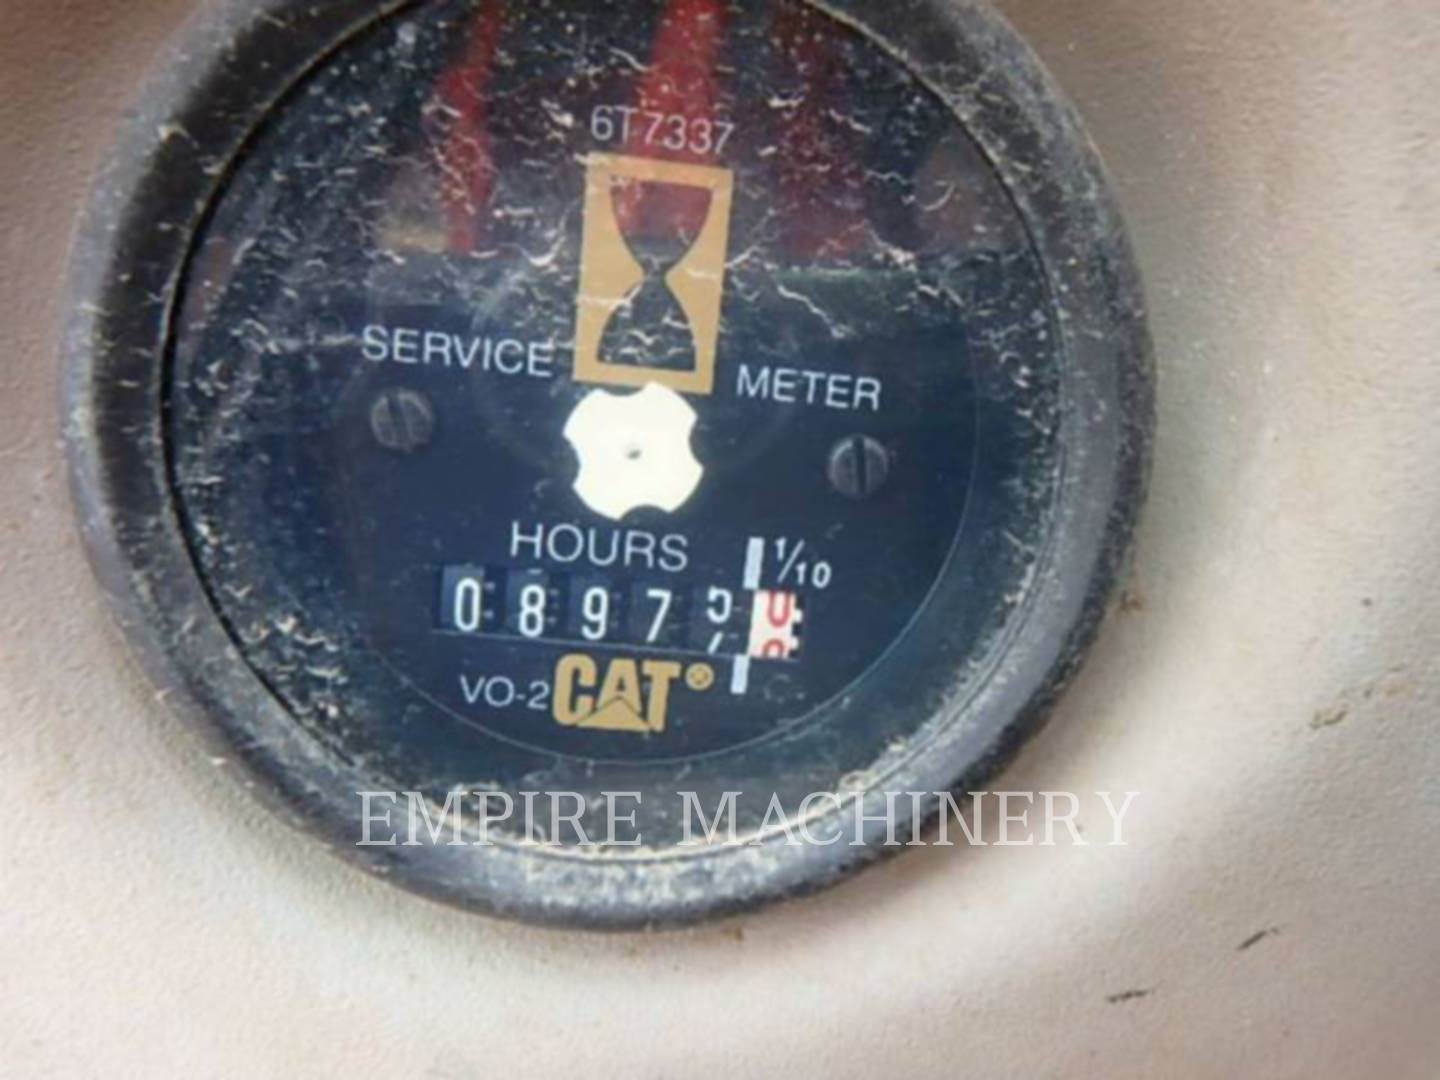 6T7337
SERVICE METER
HOURS 1/10
0897
VO-2 CAT®
EMPIRE MACHINERY